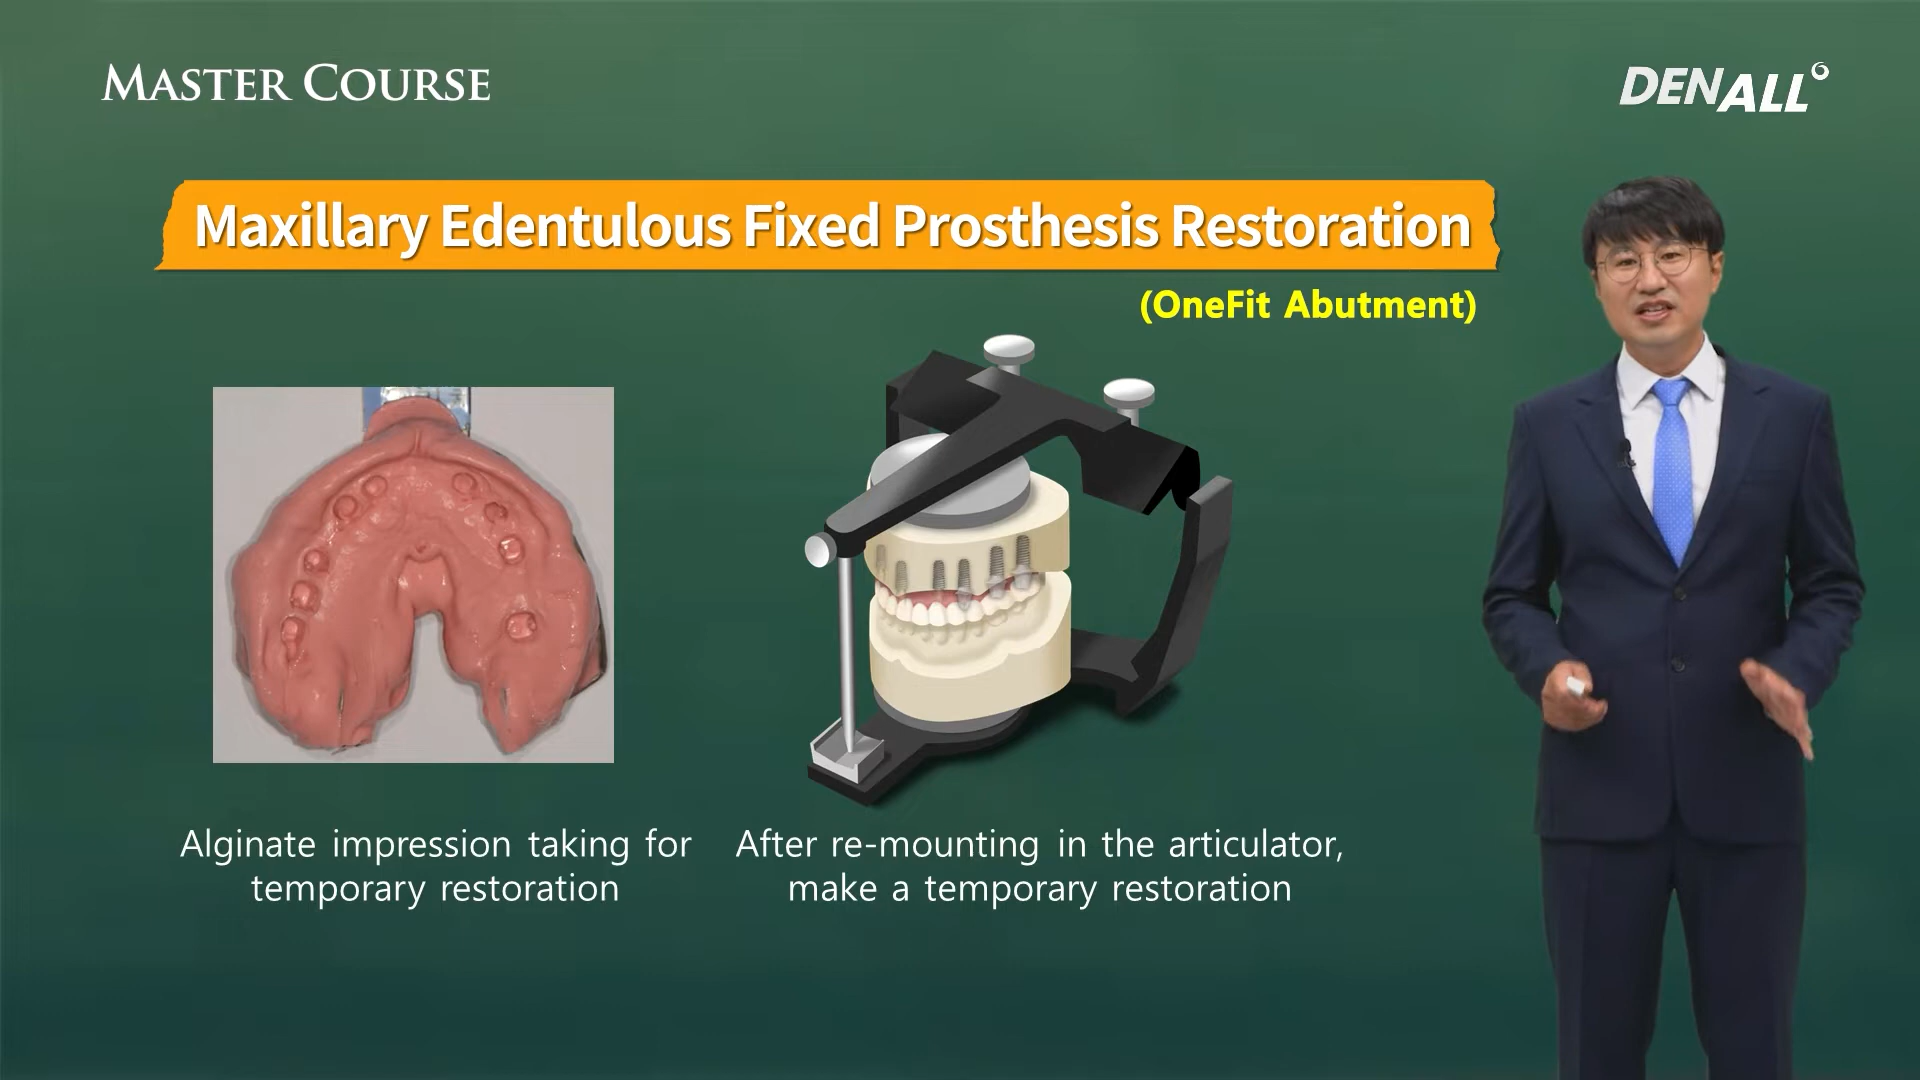 MASTER COURSE
DENALL
Maxillary Edentulous Fixed Prosthesis Restoration
(OneFit Abutment)
Alginate impression taking for
temporary restoration
After re-mounting in the articulator,
make a temporary restoration